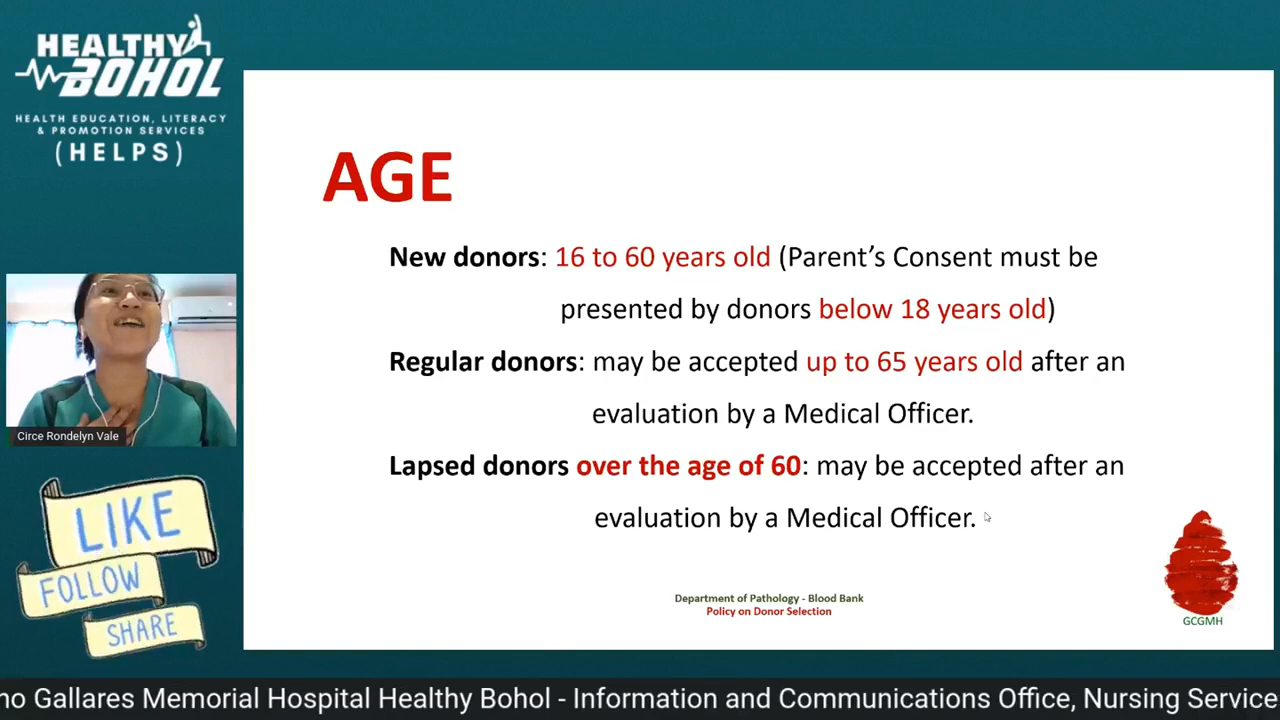 HEALTHY
BOHOL
HEALTH EDUCATION, LITERACY
& PROMOTION SERVICES
(HELPS)
AGE
New donors: 16 to 60 years old (Parent’s Consent must be
presented by donors below 18 years old)
Regular donors: may be accepted up to 65 years old after an
evaluation by a Medical Officer.
Lapsed donors over the age of 60: may be accepted after an
evaluation by a Medical Officer.
Circe Rondelyn Vale
LIKE
FOLLOW
SHARE
Department of Pathology - Blood Bank
Policy on Donor Selection
GCGMH
no Gallares Memorial Hospital Healthy Bohol - Information and Communications Office, Nursing Service